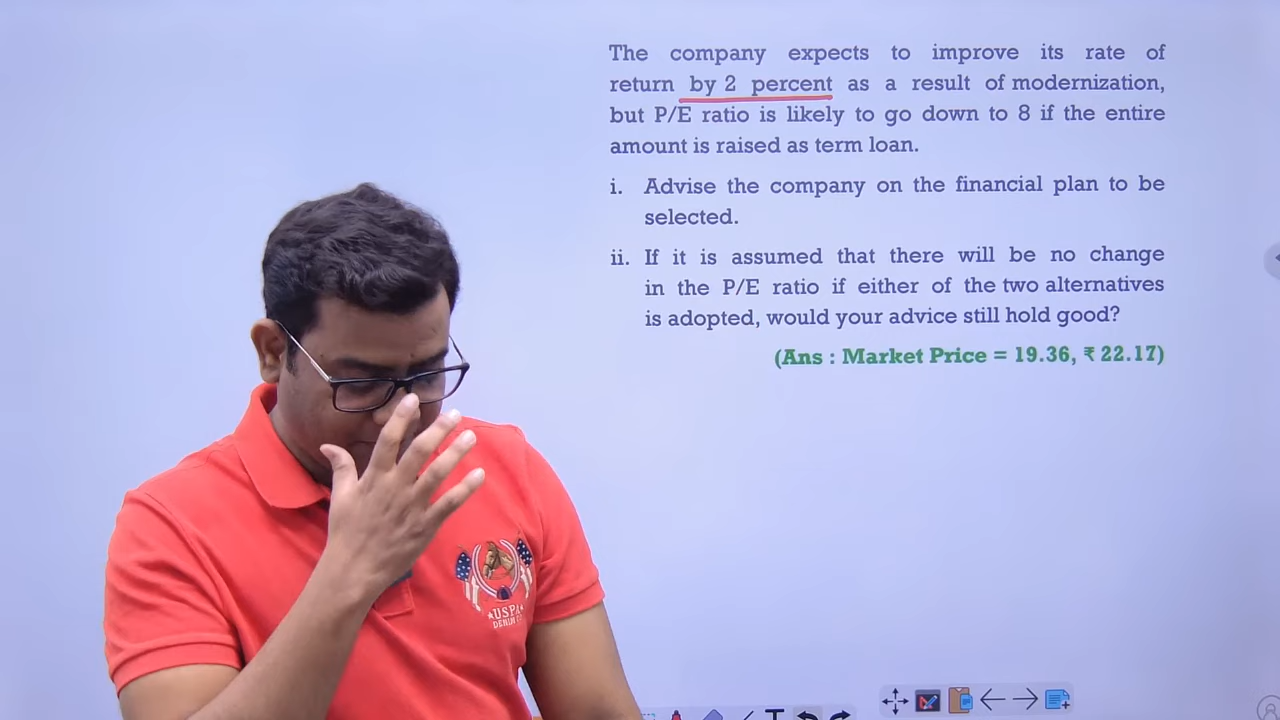 The company expects to improve its rate of
return by 2 percent as a result of modernization,
but P/E ratio is likely to go down to 8 if the entire
amount is raised as term loan.
i. Advise the company on the financial plan to be
selected.
ii. If it is assumed that there will be no change
in the P/E ratio if either of the two alternatives
is adopted, would your advice still hold good?
(Ans : Market Price = 19.36, ₹ 22.17)
USPA
DENIM CO